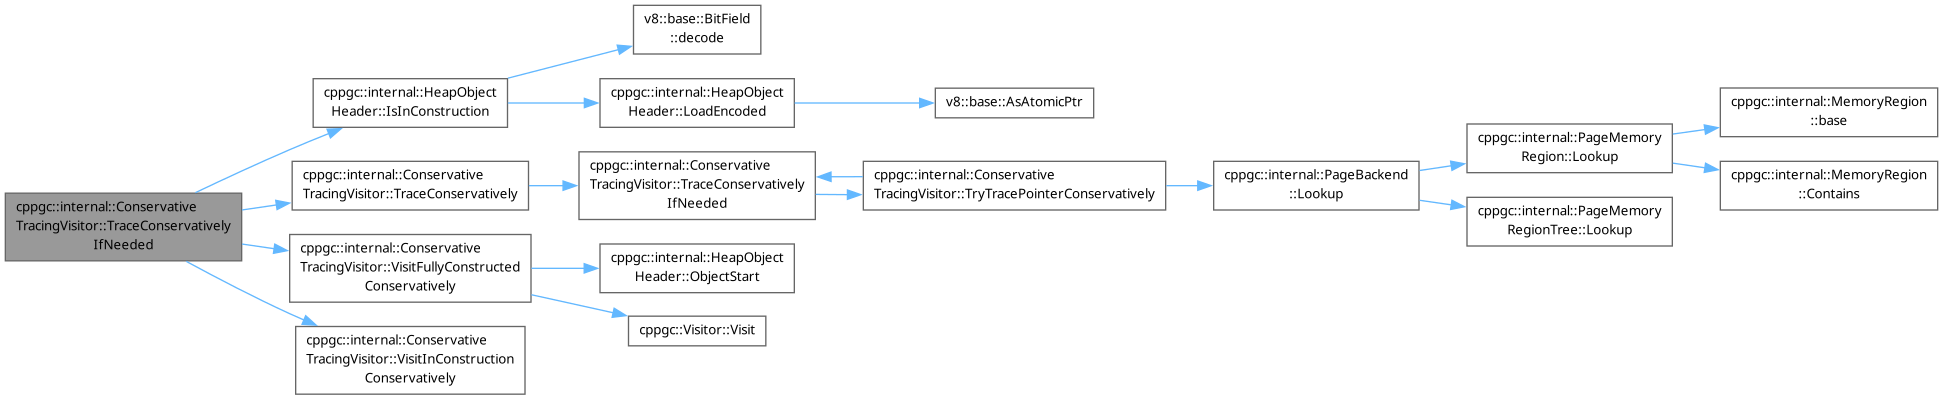 cppgc::internal::Conservative
TracingVisitor::TraceConservatively
IfNeeded
cppgc::internal::HeapObject
Header::IsInConstruction
v8::base::BitField
::decode
cppgc::internal::HeapObject
Header::LoadEncoded
v8::base::AsAtomicPtr
cppgc::internal::Conservative
TracingVisitor::TraceConservatively
cppgc::internal::Conservative
TracingVisitor::TraceConservatively
IfNeeded
cppgc::internal::Conservative
TracingVisitor::TryTracePointerConservatively
cppgc::internal::PageBackend
::Lookup
cppgc::internal::PageMemory
Region::Lookup
cppgc::internal::MemoryRegion
::base
cppgc::internal::MemoryRegion
::Contains
cppgc::internal::PageMemory
RegionTree::Lookup
cppgc::internal::Conservative
TracingVisitor::VisitFullyConstructed
Conservatively
cppgc::internal::HeapObject
Header::ObjectStart
cppgc::Visitor::Visit
cppgc::internal::Conservative
TracingVisitor::VisitInConstruction
Conservatively